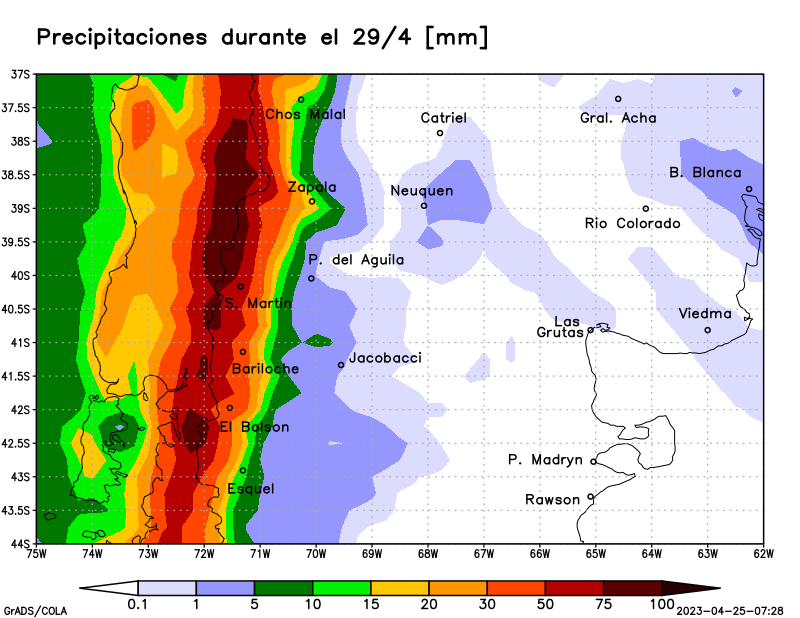 Precipitaciones durante el 29/4 [mm]
37S
37.5S
38S
38.5S
39S
39.5S
40S
40.5S
41S
41.5S
42S
42.5S
43S
43.5S
44S
Chos Malal
Catriel
Gral. Acha
B. Blanca
Zapala
Neuquen
Rio Colorado
P. del Aguila
S. Martin
Las
Grutas
Viedma
Bariloche
Jacobacci
El Bolson
P. Madryn
Esquel
Rawson
75W 74W 73W 72W 71W 70W 69W 68W 67W 66W 65W 64W 63W 62W
0.1 1 5 10 15 20 30 50 75 100
GrADS/COLA
2023-04-25-07:28